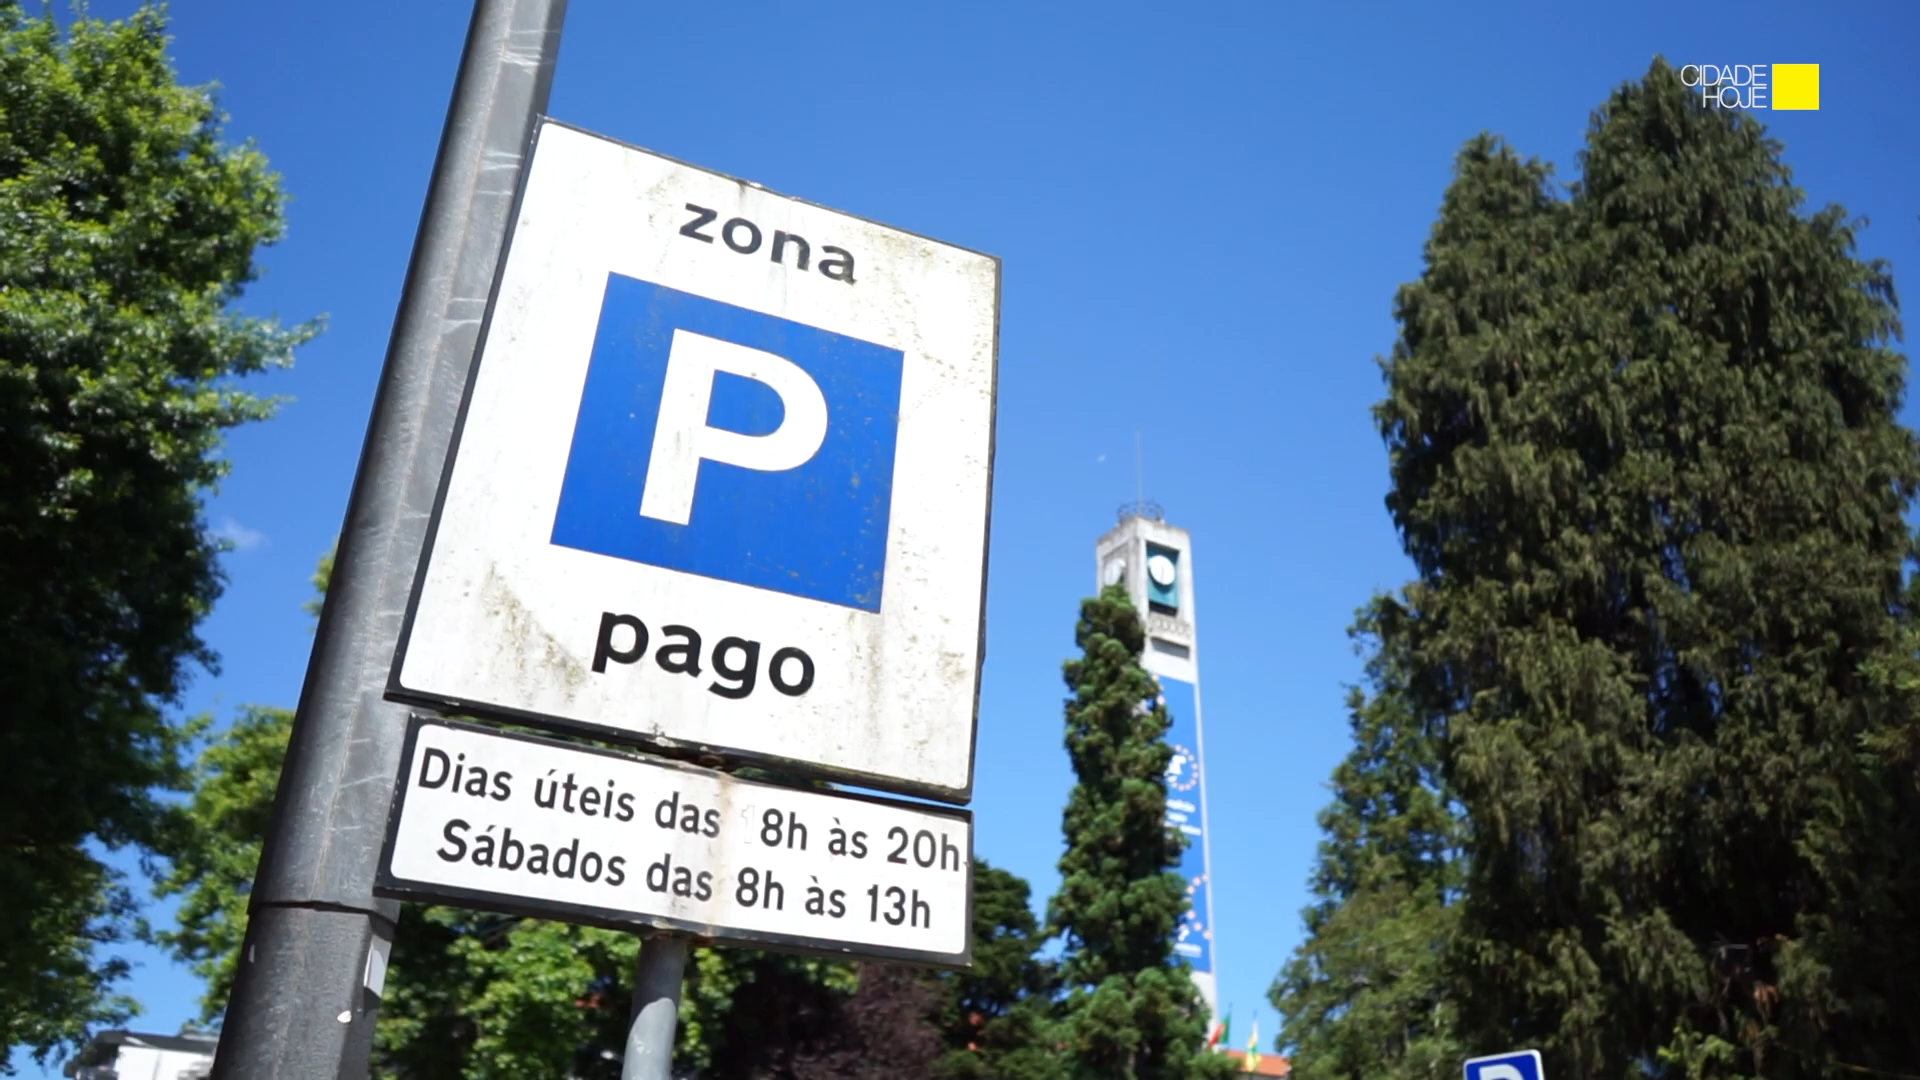 CIDADE
HOJE
zona
P
pago
Dias úteis das 8h às 20h
Sábados das 8h às 13h